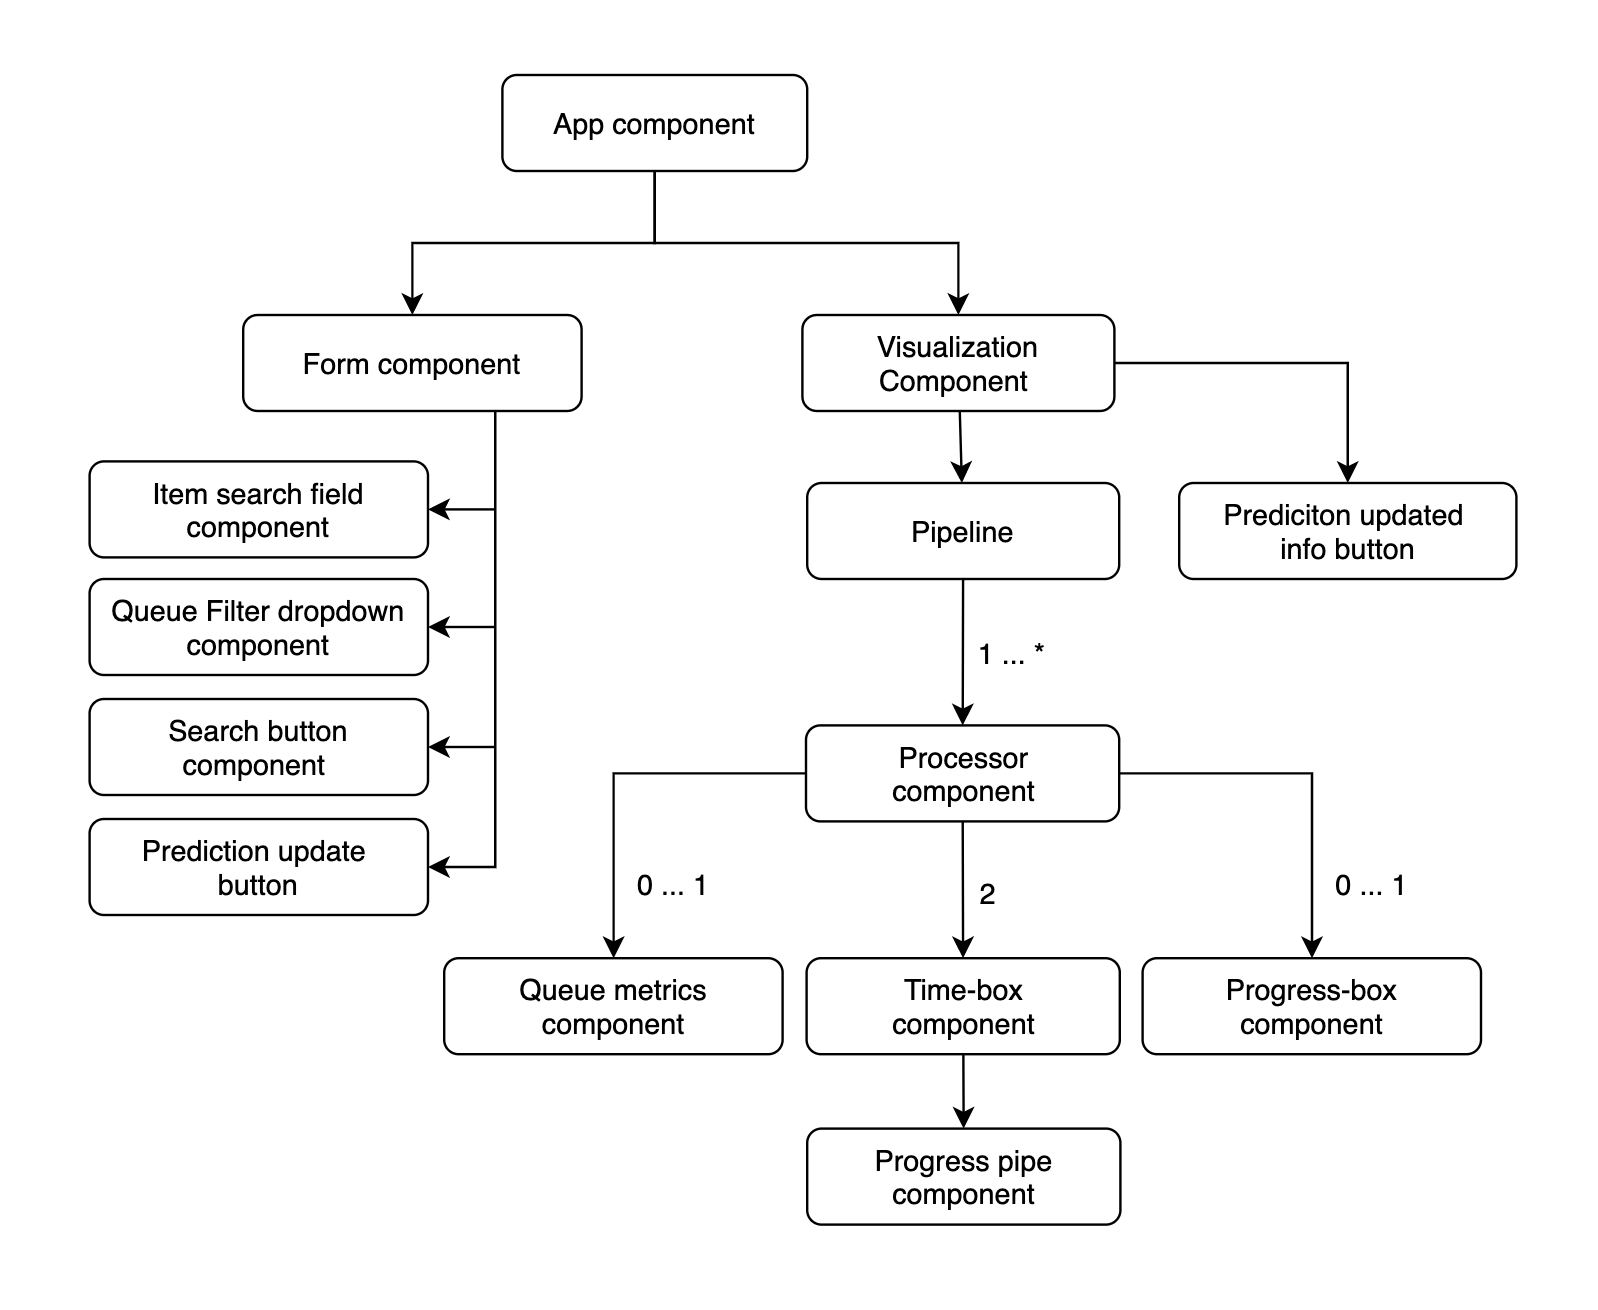 App component
Form component
Visualization
Component
Item search field
component
Queue Filter dropdown
component
Search button
component
Prediction update
button
Pipeline
Prediciton updated
info button
1 ... *
Processor
component
0 ... 1
2
0 ... 1
Queue metrics
component
Time-box
component
Progress-box
component
Progress pipe
component